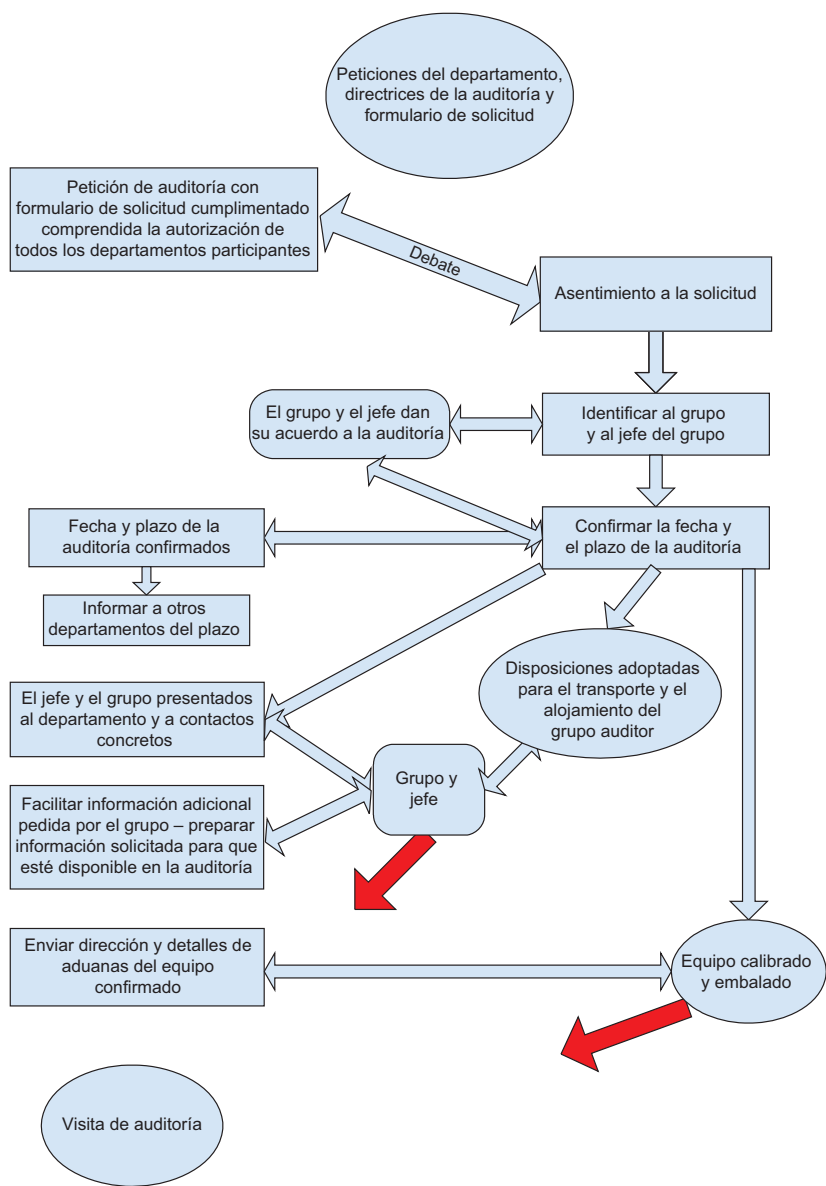 Peticiones del departamento,
directrices de la auditoría y
formulario de solicitud
Petición de auditoría con
formulario de solicitud cumplimentado
comprendida la autorización de
todos los departamentos participantes
Debate
Asentimiento a la solicitud
El grupo y el jefe dan
su acuerdo a la auditoría
Identificar al grupo
y al jefe del grupo
Fecha y plazo de la
auditoría confirmados
Confirmar la fecha y
el plazo de la auditoría
Informar a otros
departamentos del plazo
Disposiciones adoptadas
para el transporte y el
alojamiento del
grupo auditor
El jefe y el grupo presentados
al departamento y a contactos
concretos
Grupo y
jefe
Facilitar información adicional
pedida por el grupo – preparar
información solicitada para que
esté disponible en la auditoría
Enviar dirección y detalles de
aduanas del equipo
confirmado
Equipo calibrado
y embalado
Visita de auditoría